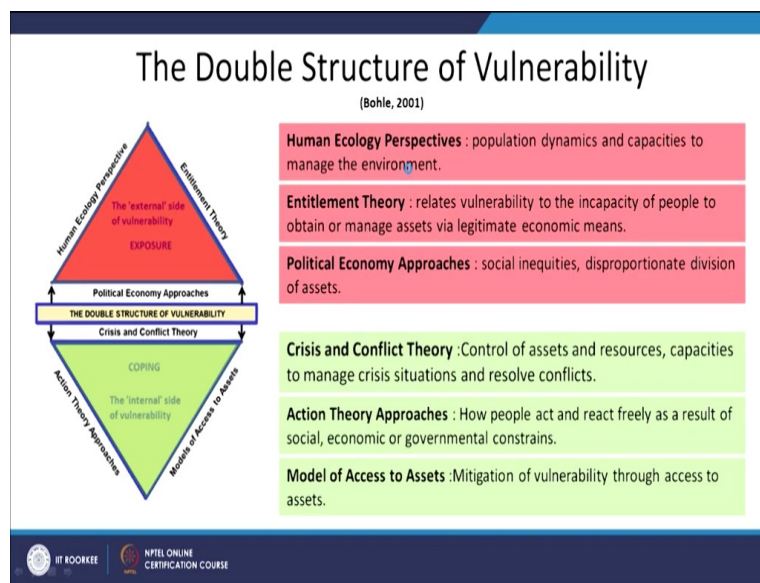 The Double Structure of Vulnerability
(Bohle, 2001)
Human Ecology Perspective
Entitlement Theory
The 'external' side
of vulnerability
EXPOSURE
Political Economy Approaches
THE DOUBLE STRUCTURE OF VULNERABILITY
Crisis and Conflict Theory
COPING
The 'internal' side
of vulnerability
Action Theory Approaches
Models of Access to Assets
Human Ecology Perspectives : population dynamics and capacities to
manage the environment.
Entitlement Theory : relates vulnerability to the incapacity of people to
obtain or manage assets via legitimate economic means.
Political Economy Approaches : social inequities, disproportionate division
of assets.
Crisis and Conflict Theory :Control of assets and resources, capacities
to manage crisis situations and resolve conflicts.
Action Theory Approaches : How people act and react freely as a result of
social, economic or governmental constrains.
Model of Access to Assets :Mitigation of vulnerability through access to
assets.
IIT ROORKEE
NPTEL ONLINE
CERTIFICATION COURSE